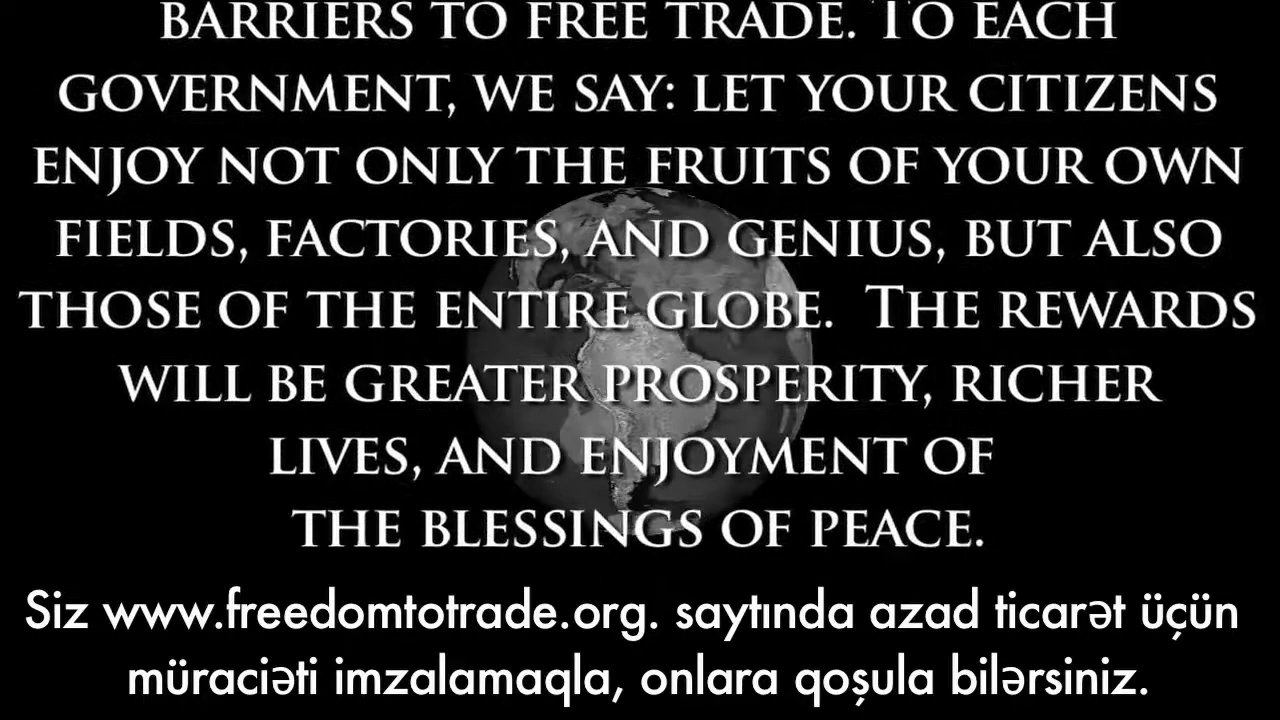 BARRIERS TO FREE TRADE. TO EACH
GOVERNMENT, WE SAY: LET YOUR CITIZENS
ENJOY NOT ONLY THE FRUITS OF YOUR OWN
FIELDS, FACTORIES, AND GENIUS, BUT ALSO
THOSE OF THE ENTIRE GLOBE. THE REWARDS
WILL BE GREATER PROSPERITY, RICHER
LIVES, AND ENJOYMENT OF
THE BLESSINGS OF PEACE.
Siz www.freedomtotrade.org. saytında azad ticarət üçün
müraciəti imzalamaqla, onlara qoşula bilərsiniz.